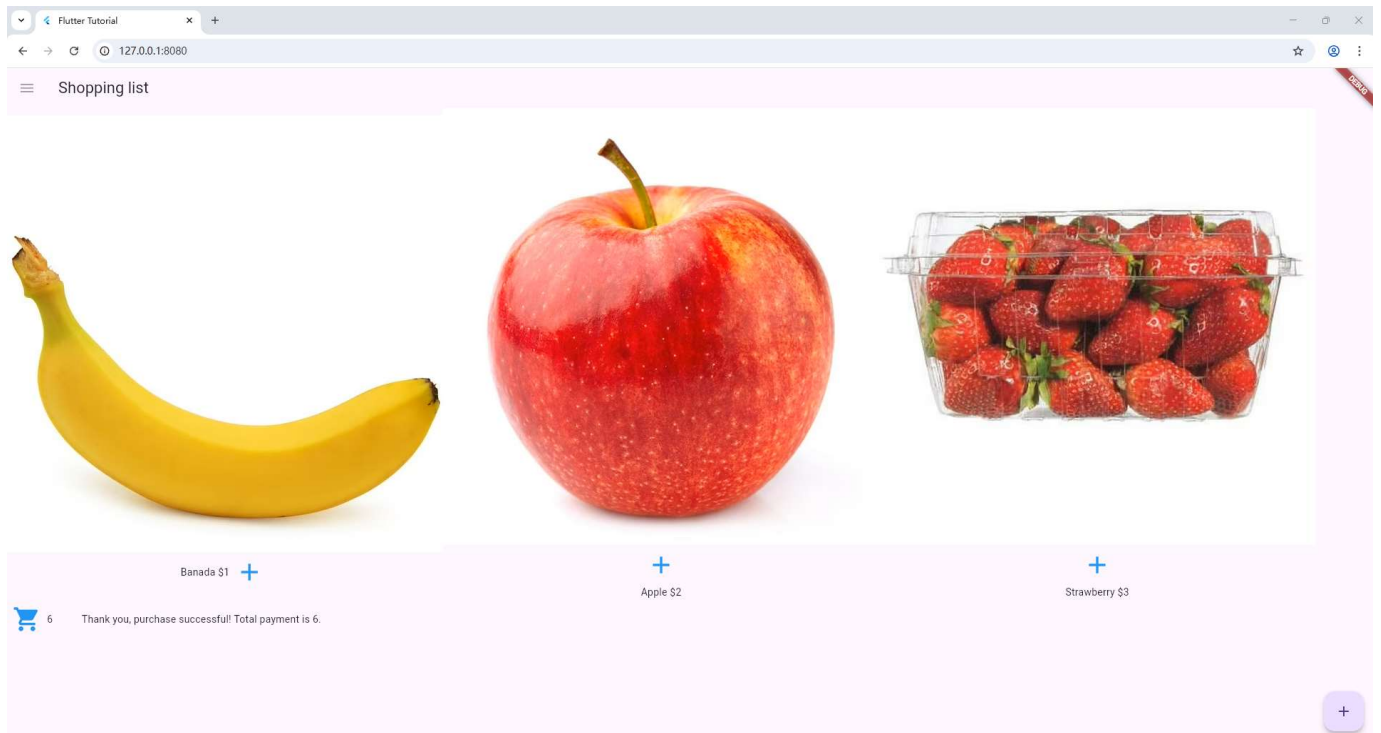 Flutter Tutorial
127.0.0.1:8080
Shopping list
DEBUG
Banada $1
Apple $2
Strawberry $3
6 Thank you, purchase successful! Total payment is 6.